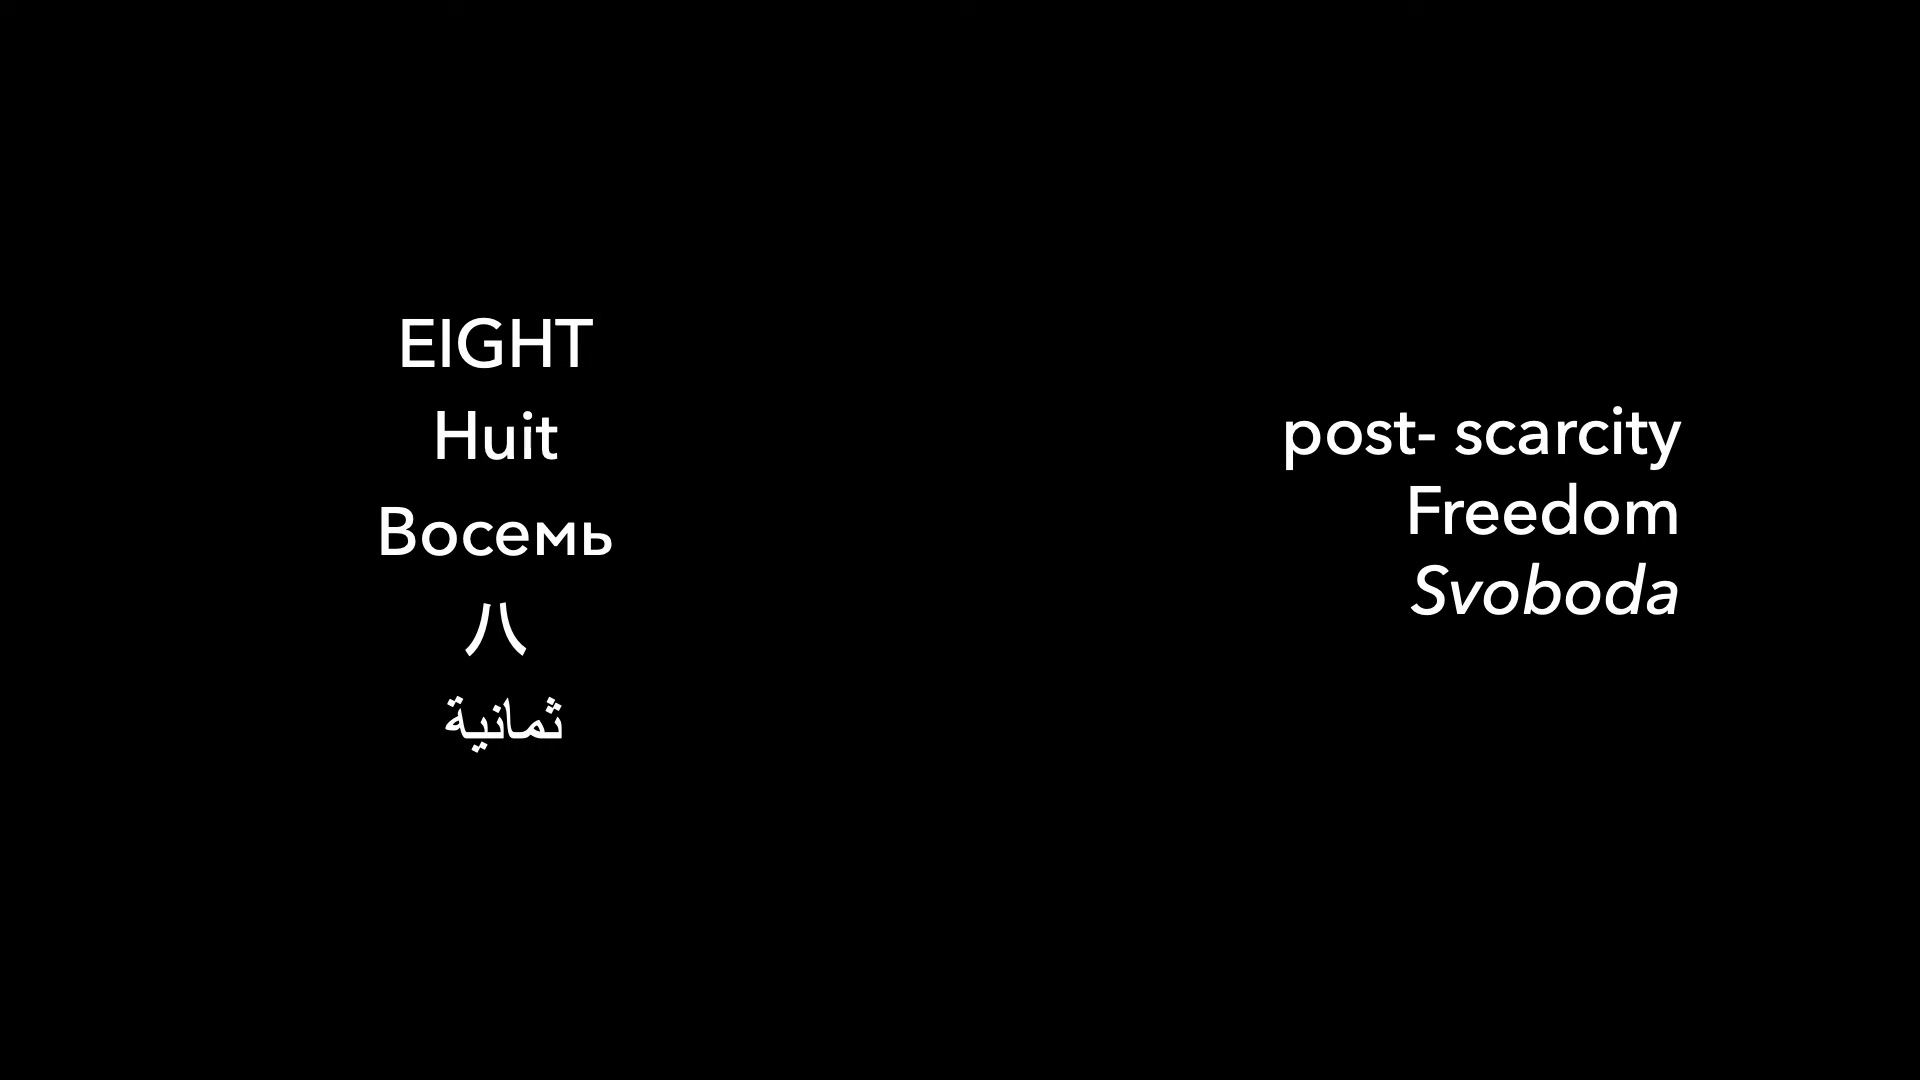 EIGHT
Huit
Восемь
八
ثمانية
post- scarcity
Freedom
Svoboda